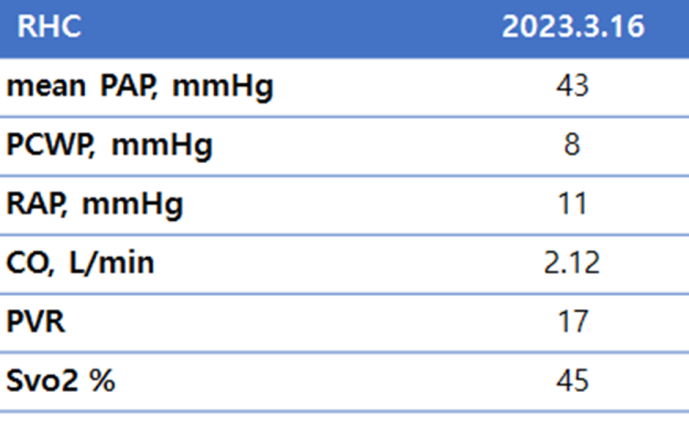 RHC 2023.3.16
mean PAP, mmHg 43
PCWP, mmHg 8
RAP, mmHg 11
CO, L/min 2.12
PVR 17
Svo2 % 45